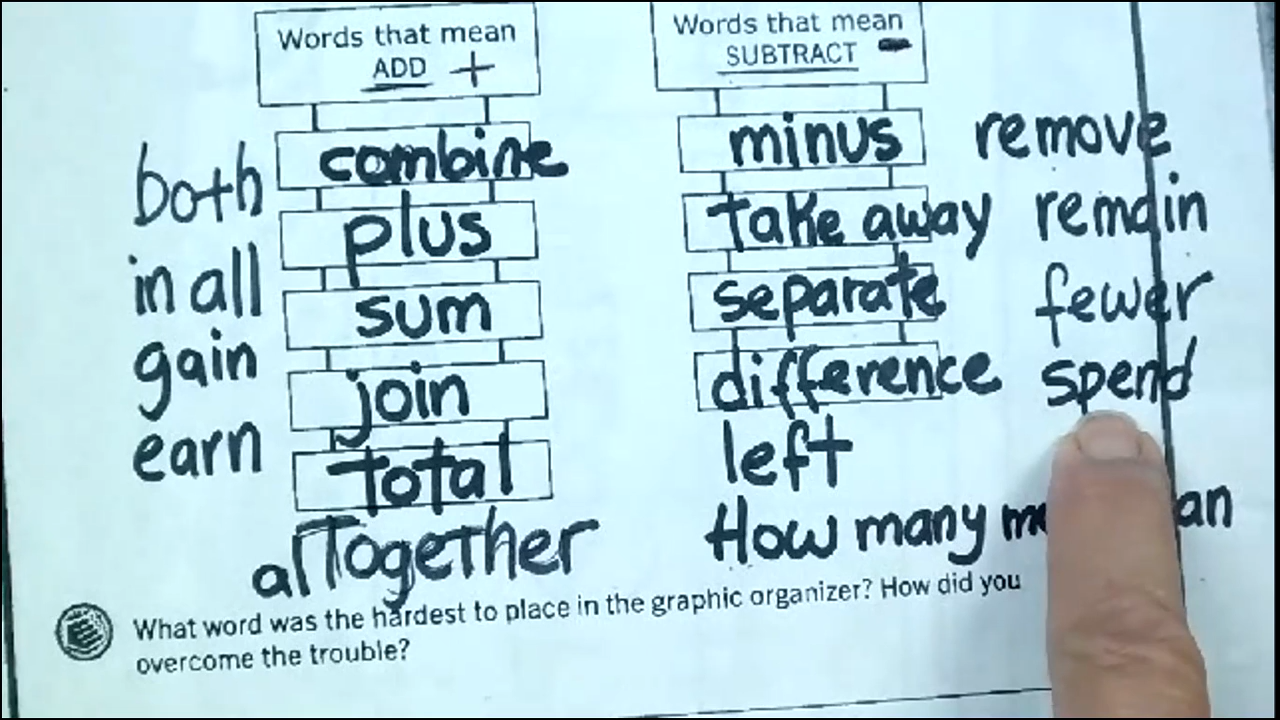 Words that mean
ADD +
combine
plus
sum
join
total
alTogether
both
in all
gain
earn
Words that mean
SUBTRACT -
minus
take away
separate
difference
left
How many
remove
remain
fewer
spend
What word was the hardest to place in the graphic organizer? How did you
overcome the trouble?